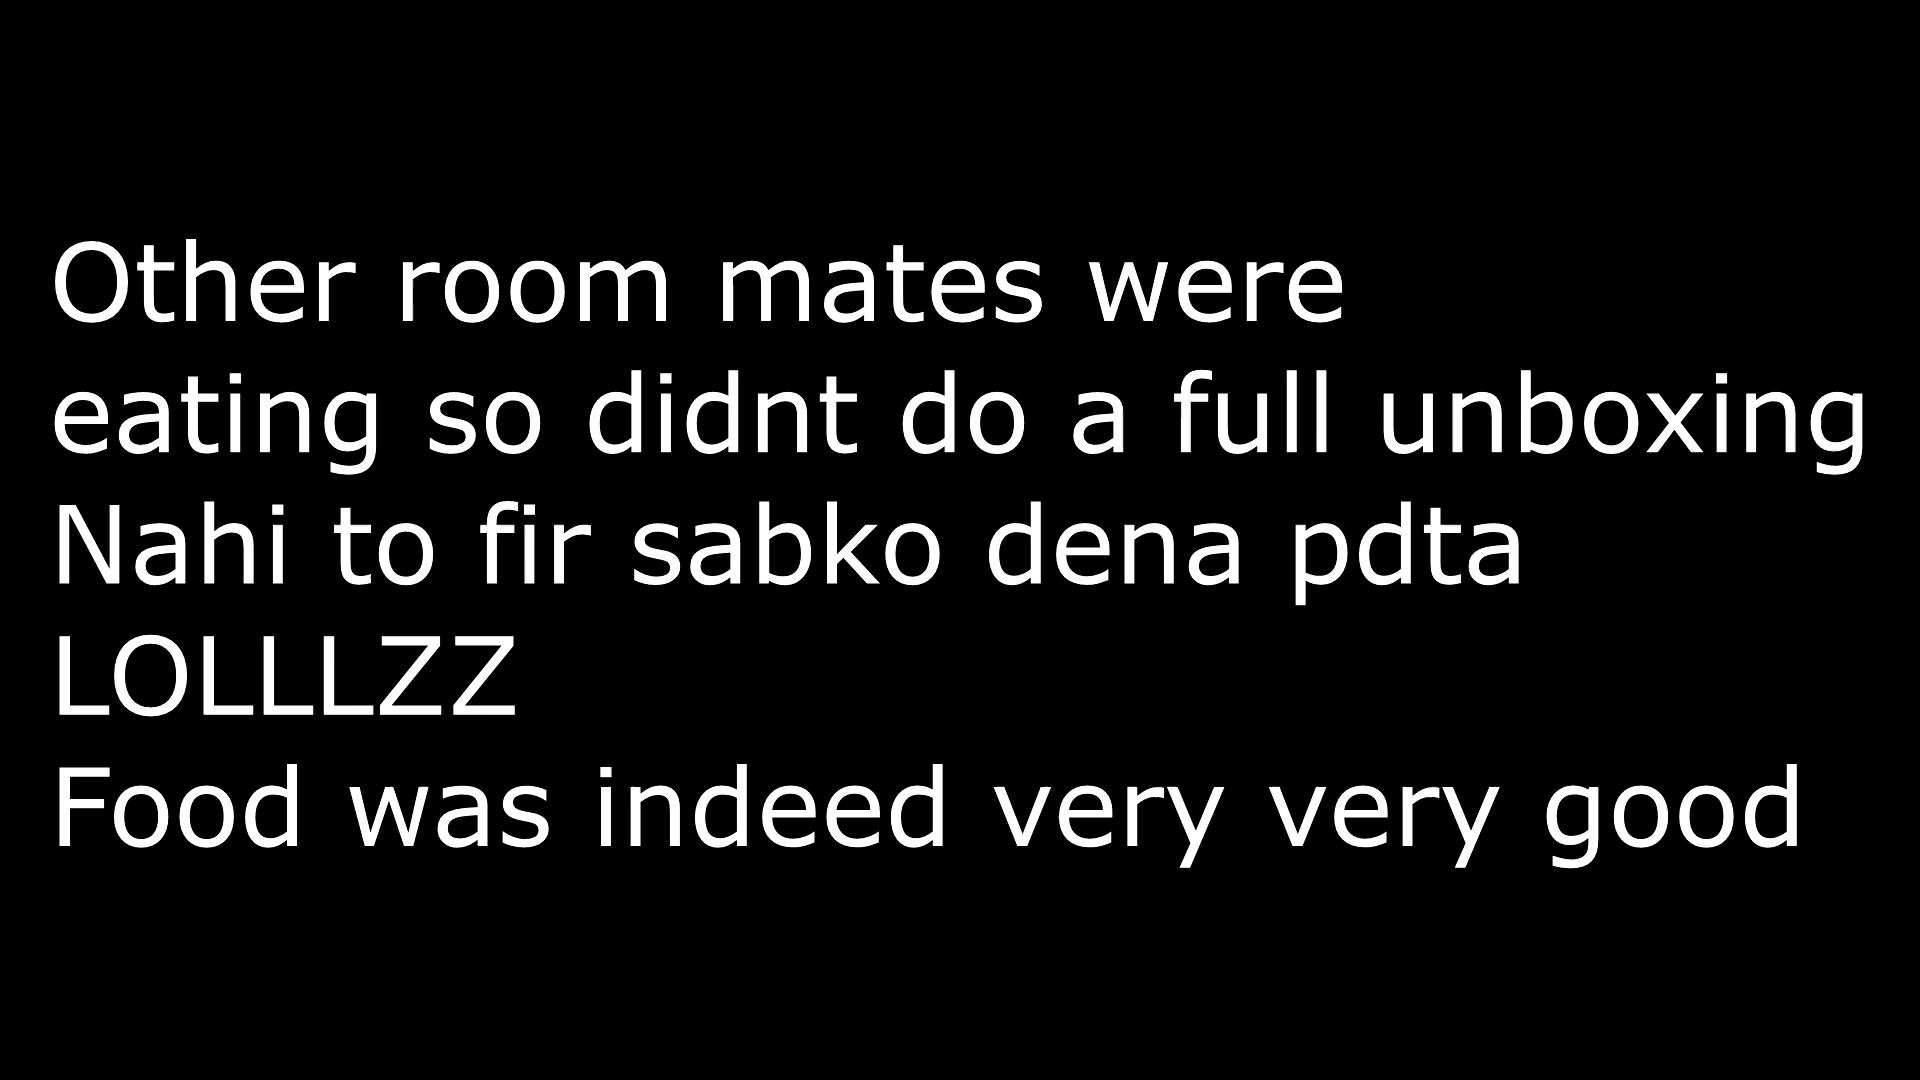 Other room mates were
eating so didnt do a full unboxing
Nahi to fir sabko dena pdta
LOLLLZZ
Food was indeed very very good